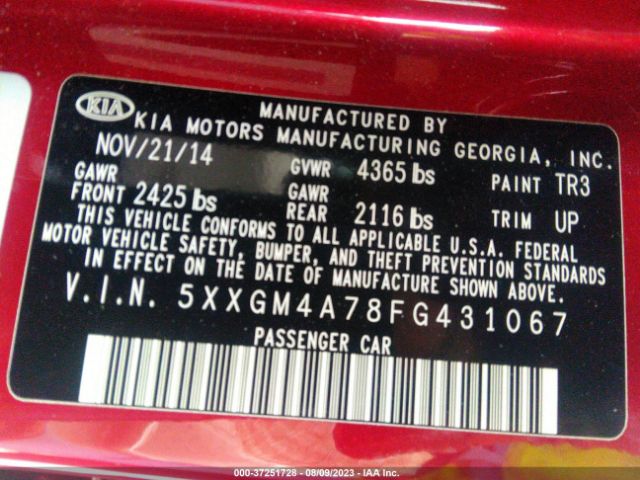 KIA
MANUFACTURED BY
KIA MOTORS MANUFACTURING GEORGIA, INC.
NOV/21/14 GVWR 4365 lbs PAINT TR3
GAWR FRONT 2425 lbs GAWR REAR 2116 lbs TRIM UP
THIS VEHICLE CONFORMS TO ALL APPLICABLE U.S.A. FEDERAL
MOTOR VEHICLE SAFETY, BUMPER, AND THEFT PREVENTION STANDARDS
IN EFFECT ON THE DATE OF MANUFACTURE SHOWN ABOVE.
V.I.N. 5XXGM4A78FG431067
PASSENGER CAR
000-37251728 - 08/09/2023 - IAA Inc.